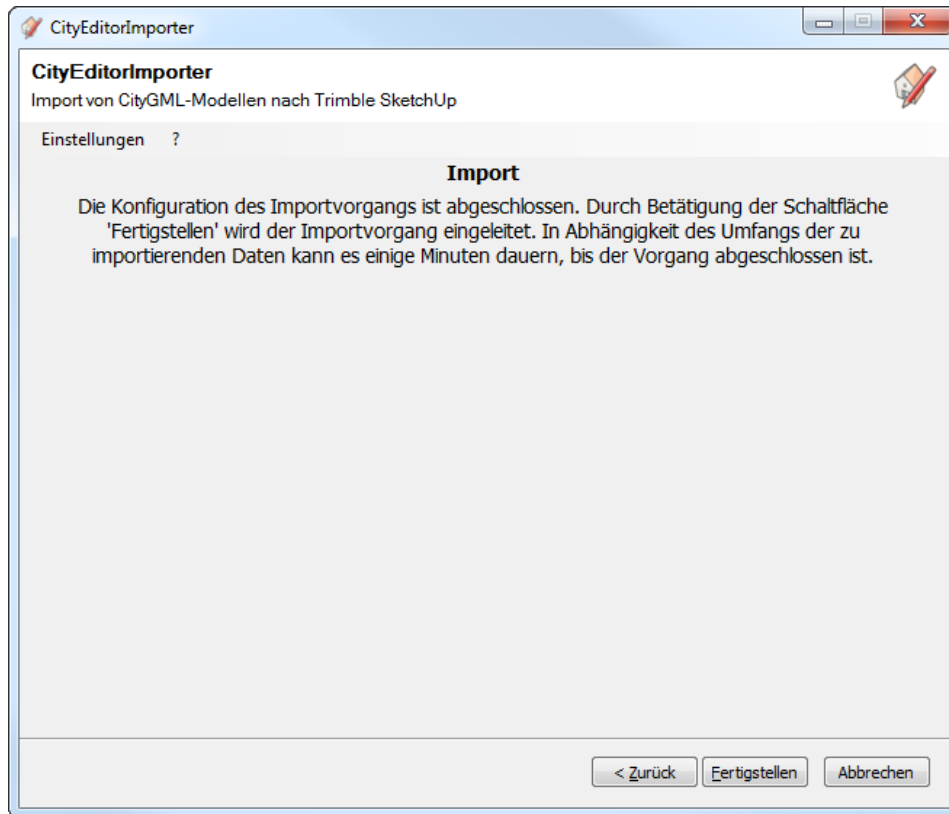 CityEditorImporter
CityEditorImporter
Import von CityGML-Modellen nach Trimble SketchUp
Einstellungen ?
Import
Die Konfiguration des Importvorgangs ist abgeschlossen. Durch Betätigung der Schaltfläche
'Fertigstellen' wird der Importvorgang eingeleitet. In Abhängigkeit des Umfangs der zu
importierenden Daten kann es einige Minuten dauern, bis der Vorgang abgeschlossen ist.
< Zurück Fertigstellen Abbrechen